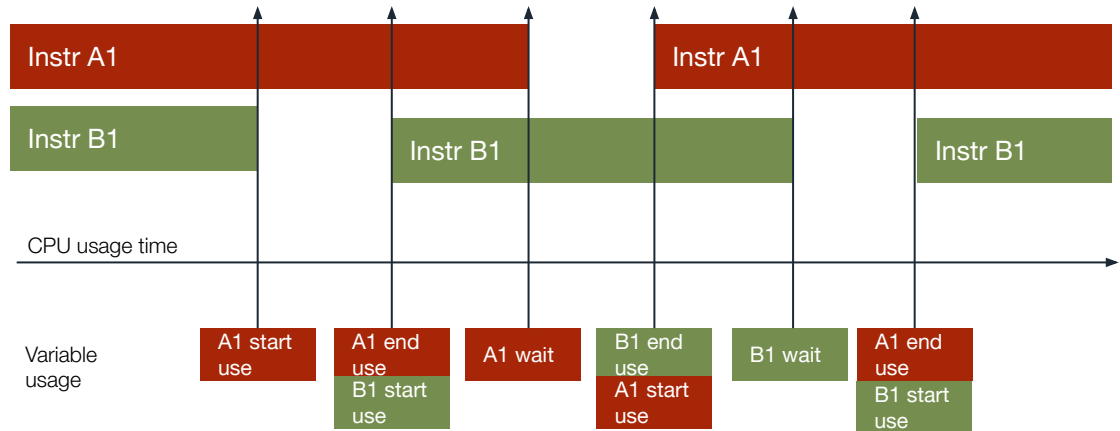 Instr A1
Instr A1
Instr B1
Instr B1
Instr B1
CPU usage time
Variable
usage
A1 start
use
A1 end
use
B1 start
use
A1 wait
B1 end
use
A1 start
use
B1 wait
A1 end
use
B1 start
use